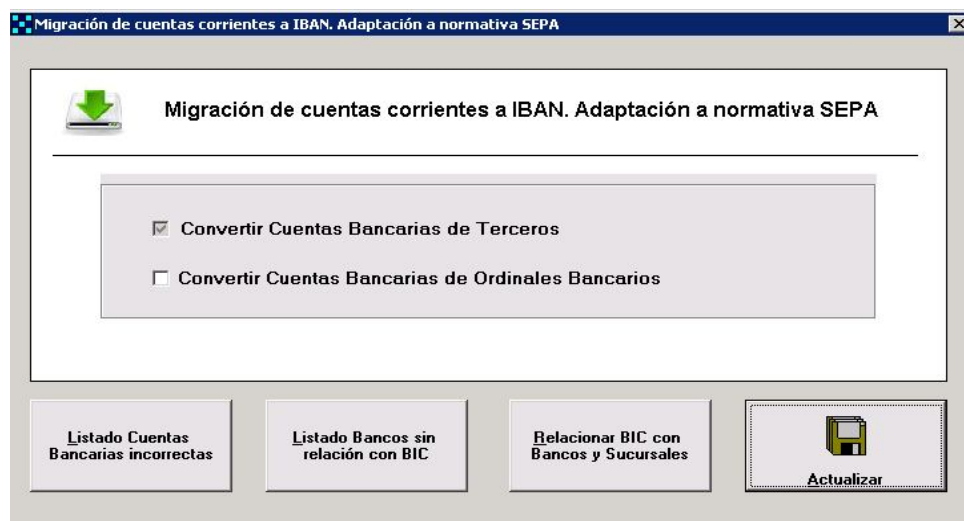 Migración de cuentas corrientes a IBAN. Adaptación a normativa SEPA
Migración de cuentas corrientes a IBAN. Adaptación a normativa SEPA
Convertir Cuentas Bancarias de Terceros
Convertir Cuentas Bancarias de Ordinales Bancarios
Listado Cuentas
Bancarias incorrectas
Listado Bancos sin
relación con BIC
Relacionar BIC con
Bancos y Sucursales
Actualizar